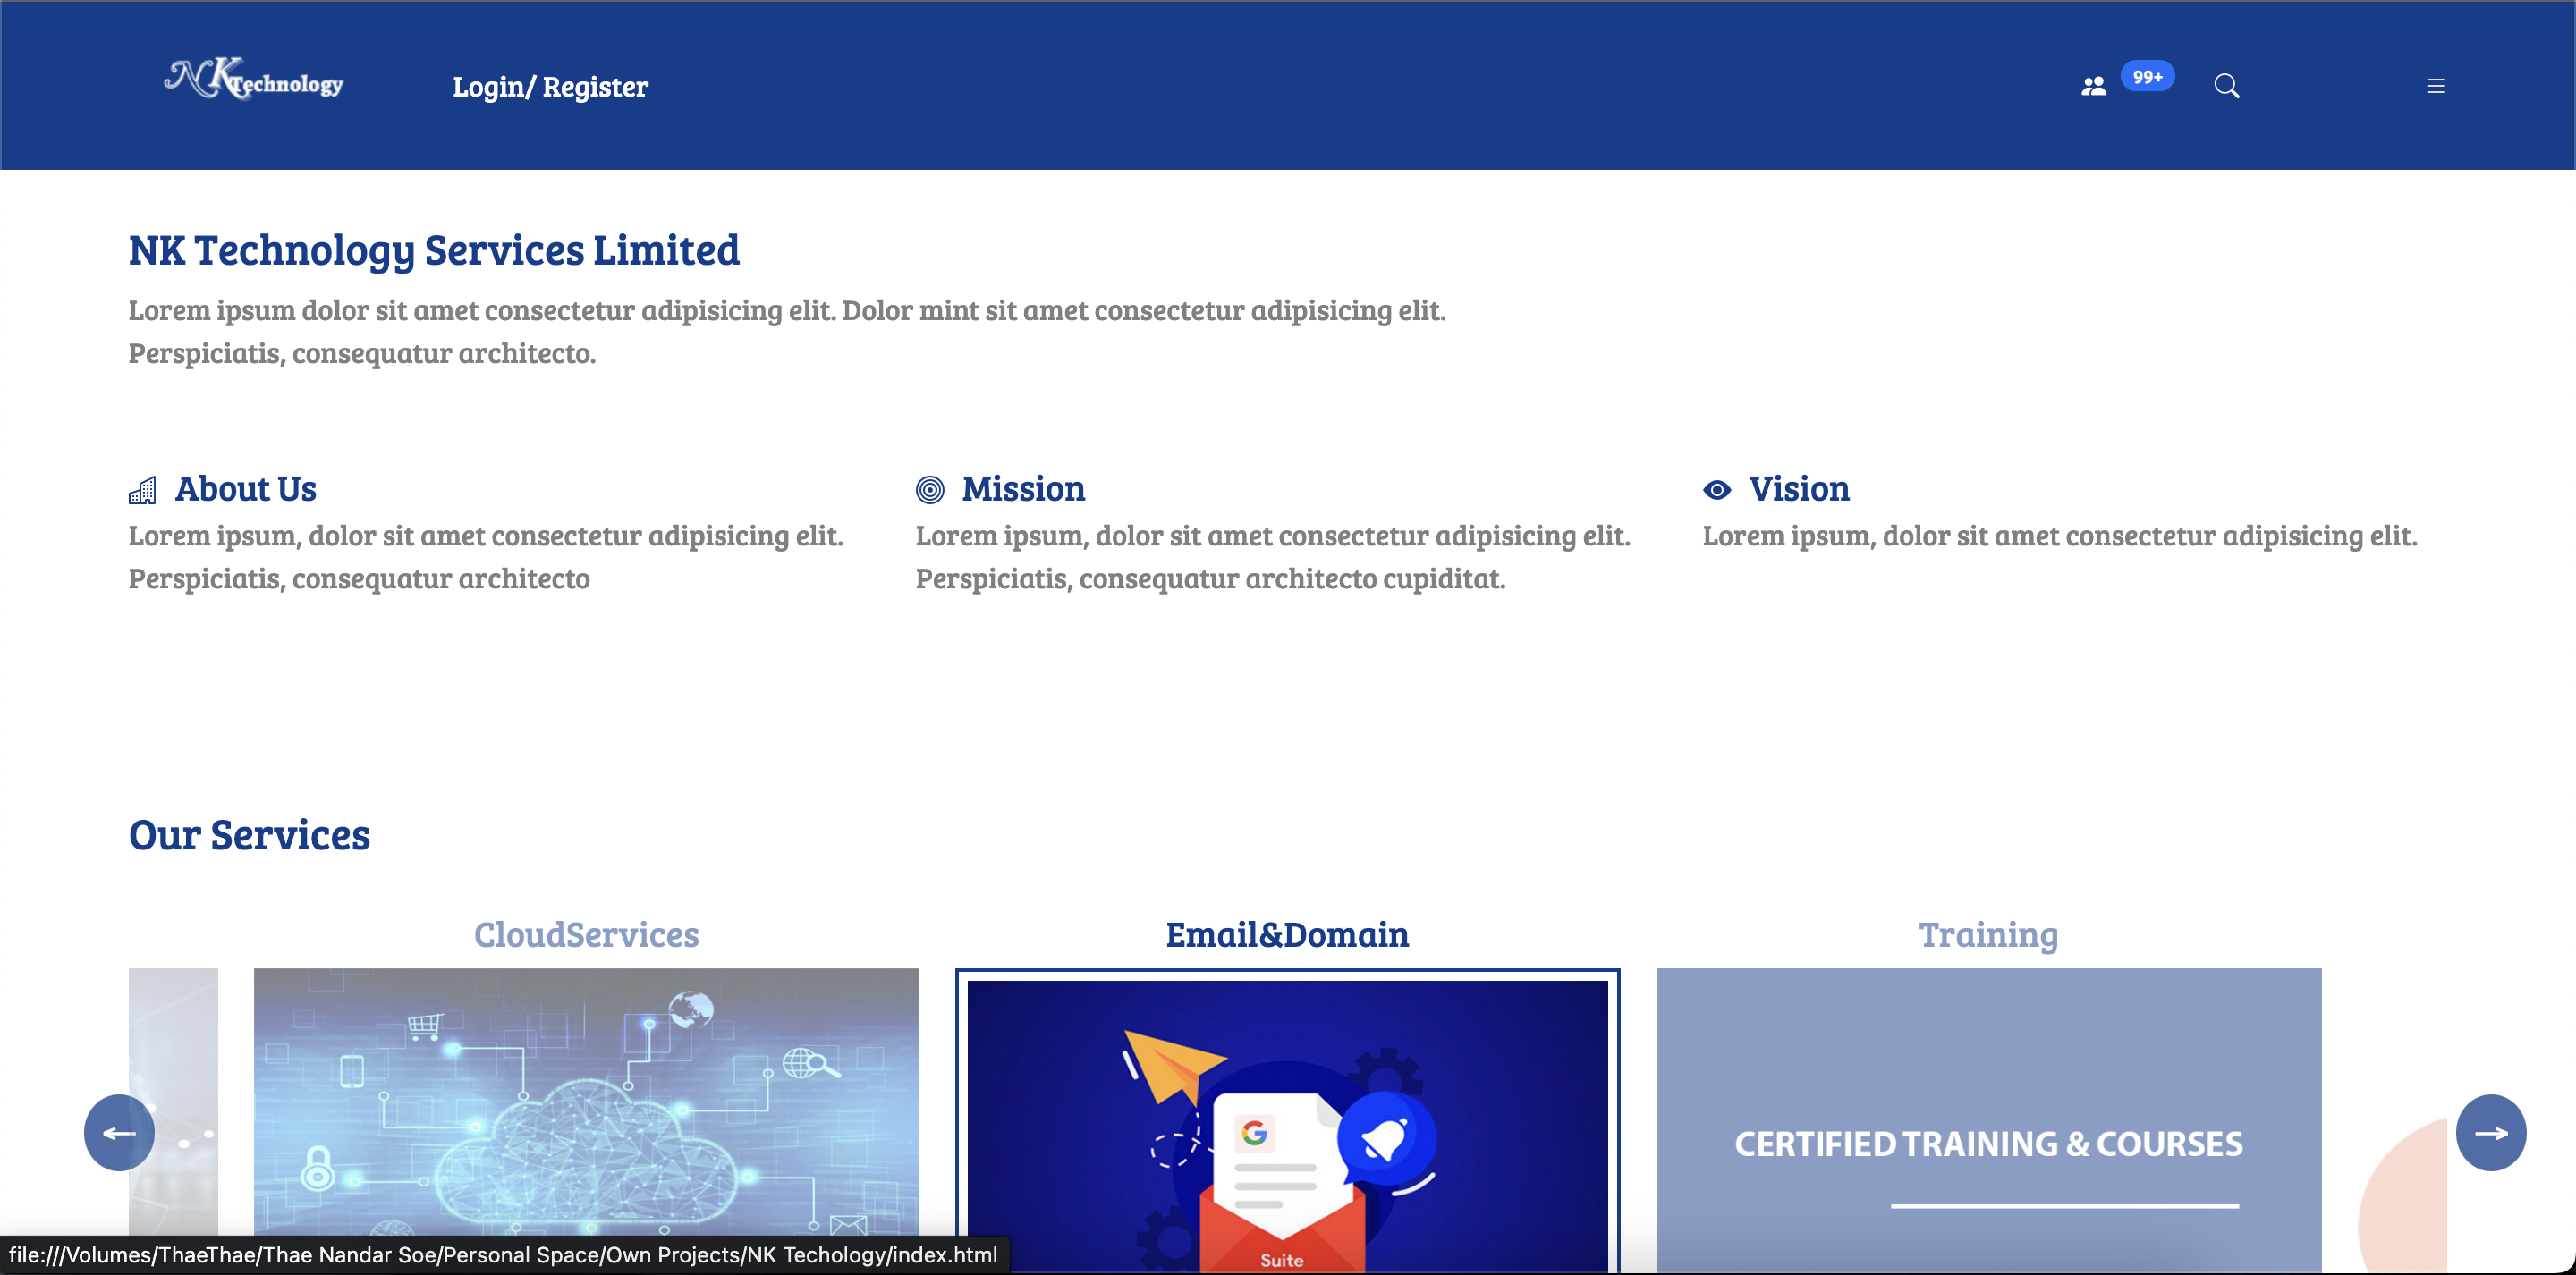 NK Technology
Login/ Register
99+
NK Technology Services Limited
Lorem ipsum dolor sit amet consectetur adipisicing elit. Dolor mint sit amet consectetur adipisicing elit.
Perspiciatis, consequatur architecto.
About Us
Lorem ipsum, dolor sit amet consectetur adipisicing elit.
Perspiciatis, consequatur architecto
Mission
Lorem ipsum, dolor sit amet consectetur adipisicing elit.
Perspiciatis, consequatur architecto cupiditat.
Vision
Lorem ipsum, dolor sit amet consectetur adipisicing elit.
Our Services
CloudServices
Email&Domain
G
Suite
Training
CERTIFIED TRAINING & COURSES
file:///Volumes/ThaeThae/Thae Nandar Soe/Personal Space/Own Projects/NK Techology/index.html